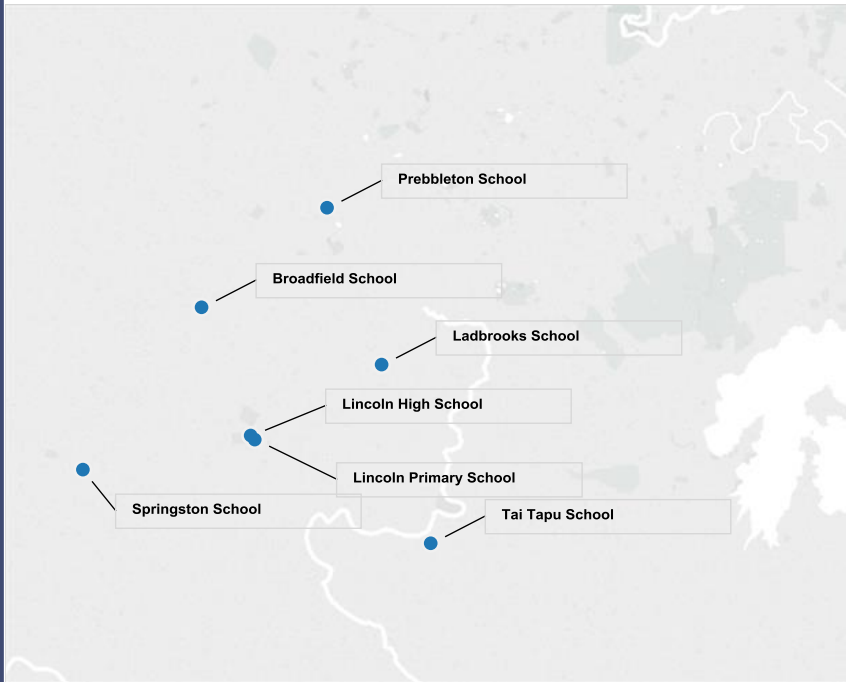 Prebbleton School
Broadfield School
Ladbrooks School
Lincoln High School
Lincoln Primary School
Springston School
Tai Tapu School